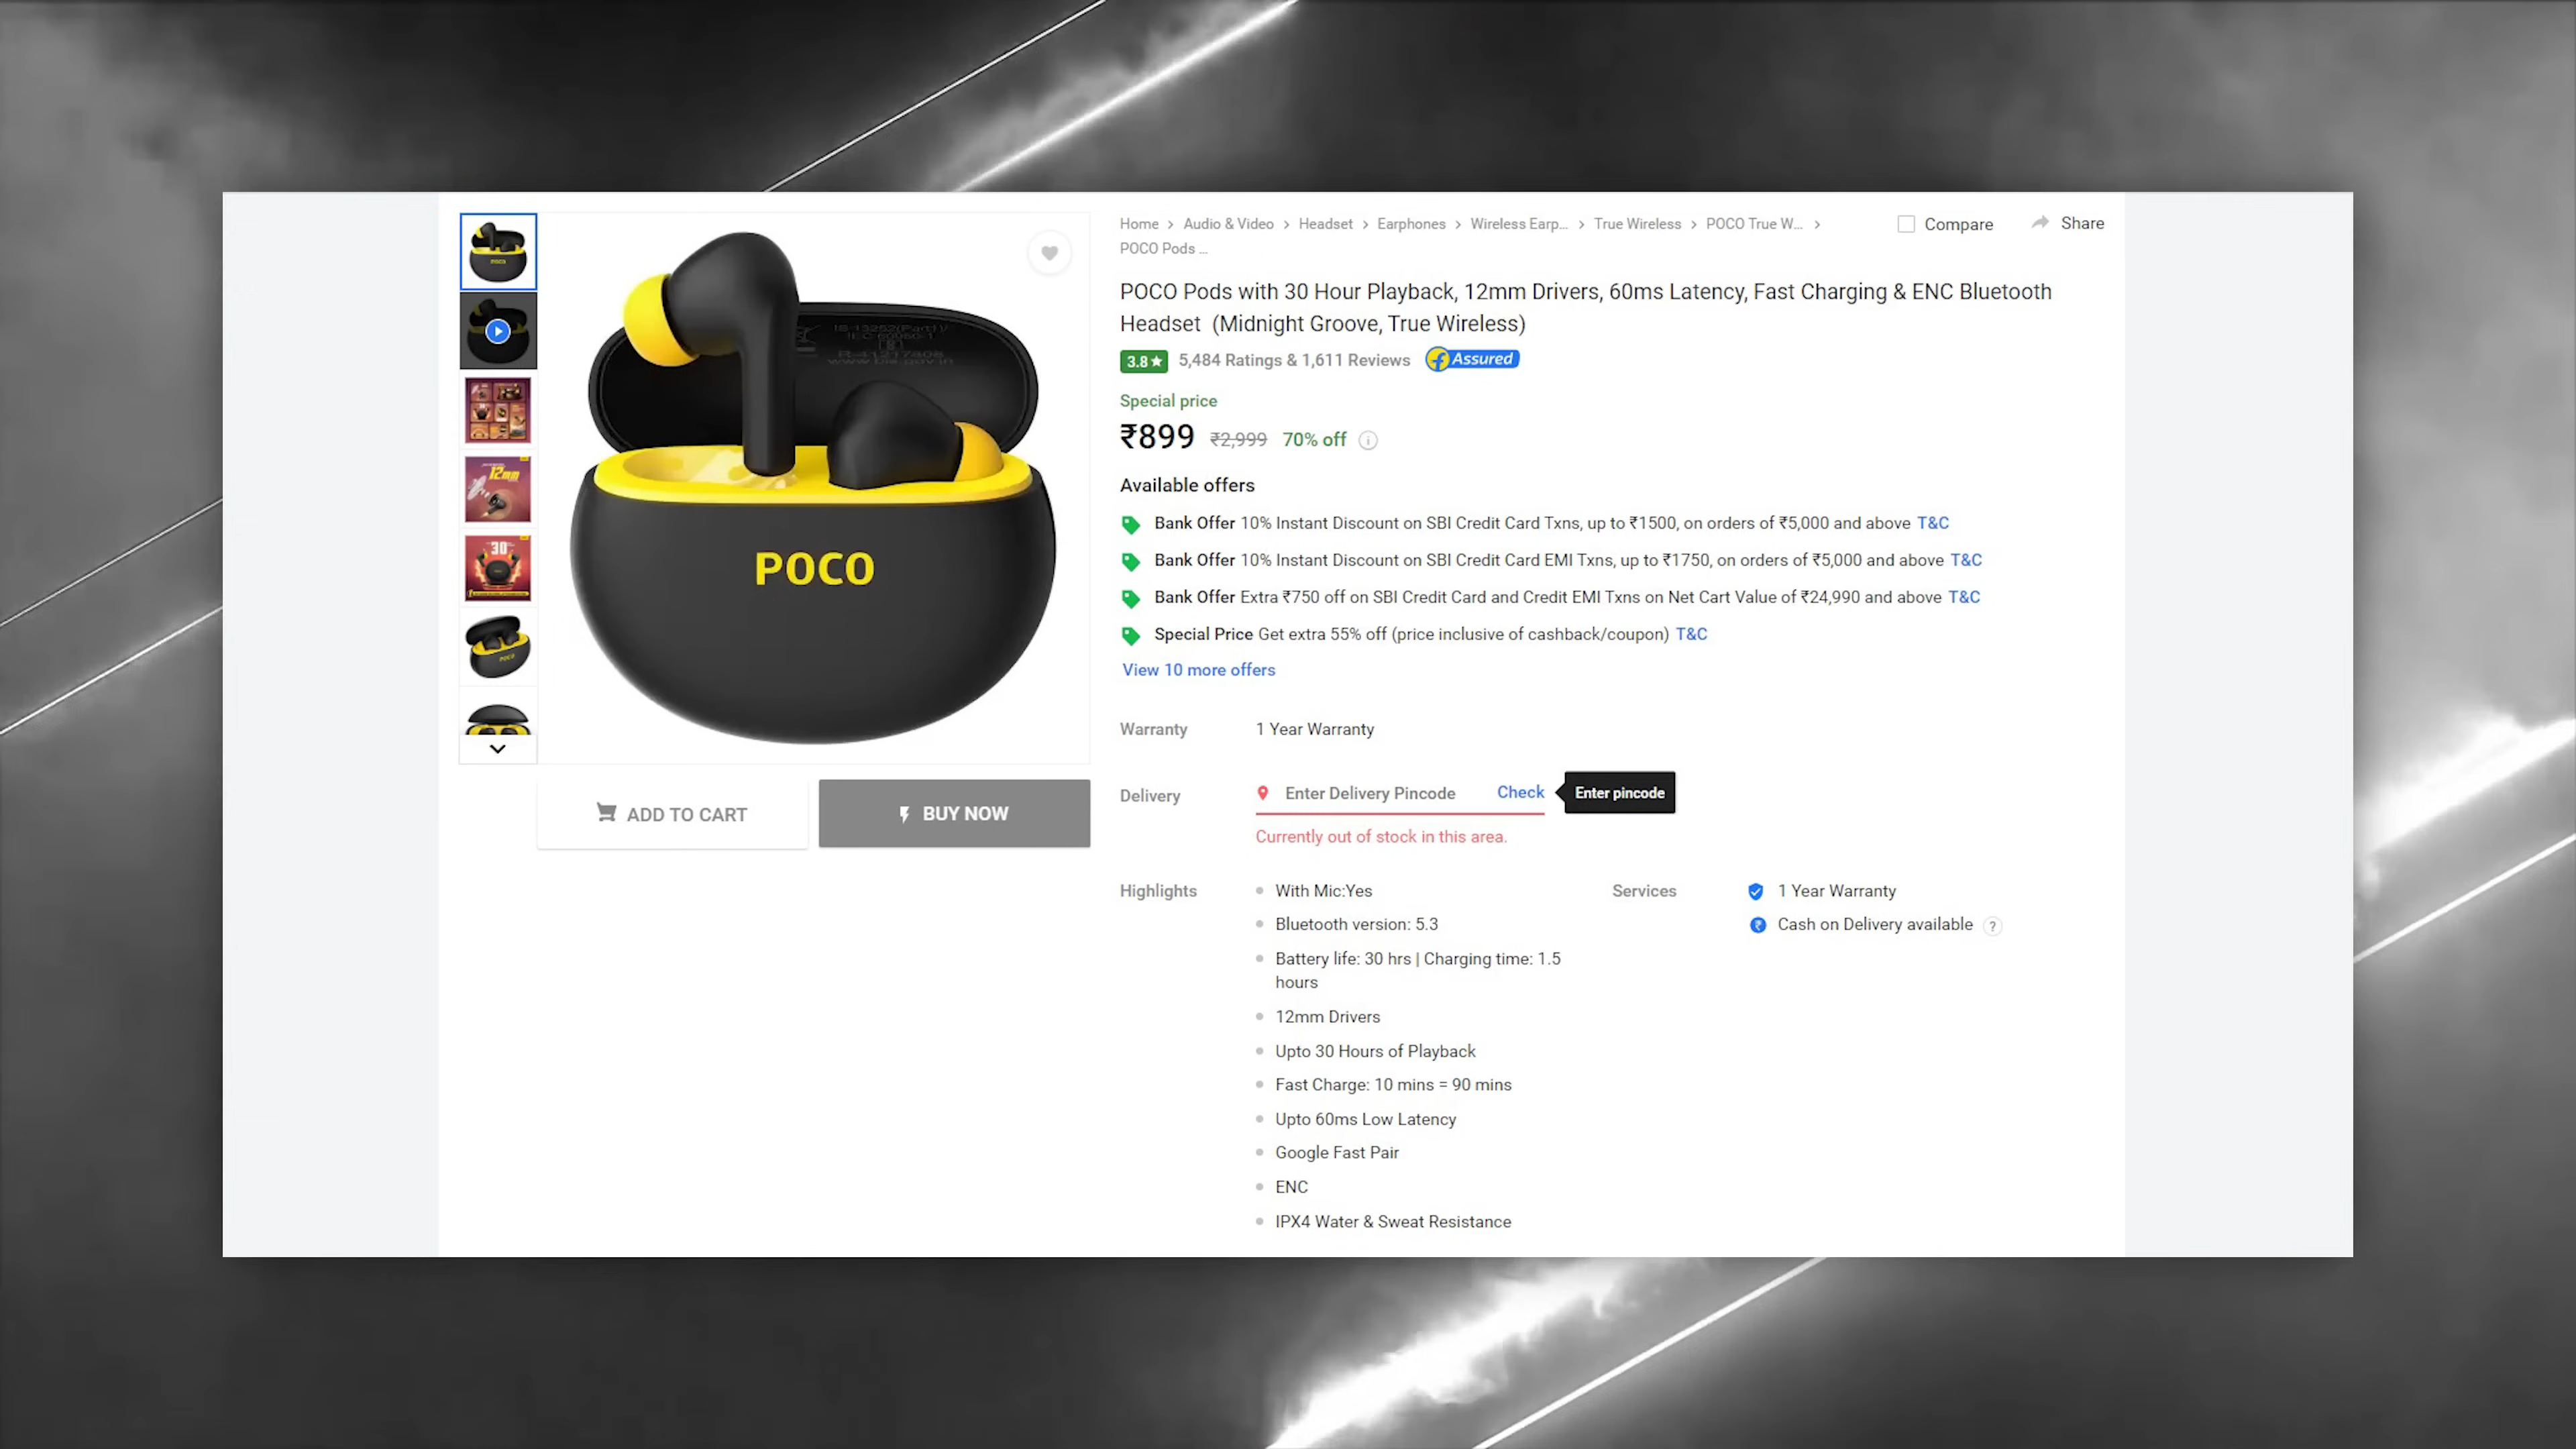 Home > Audio & Video > Headset > Earphones > Wireless Earp... > True Wireless > POCO True W... >
POCO Pods ...
Compare
Share
POCO Pods with 30 Hour Playback, 12mm Drivers, 60ms Latency, Fast Charging & ENC Bluetooth
Headset (Midnight Groove, True Wireless)
3.8★ 5,484 Ratings & 1,611 Reviews Assured
Special price
₹899 ₹2,999 70% off
Available offers
Bank Offer 10% Instant Discount on SBI Credit Card Txns, up to ₹1500, on orders of ₹5,000 and above T&C
Bank Offer 10% Instant Discount on SBI Credit Card EMI Txns, up to ₹1750, on orders of ₹5,000 and above T&C
Bank Offer Extra ₹750 off on SBI Credit Card and Credit EMI Txns on Net Cart Value of ₹24,990 and above T&C
Special Price Get extra 55% off (price inclusive of cashback/coupon) T&C
View 10 more offers
POCO
12mm
30
ADD TO CART
BUY NOW
Warranty 1 Year Warranty
Delivery Enter Delivery Pincode Check Enter pincode
Currently out of stock in this area.
Highlights
With Mic:Yes
Bluetooth version: 5.3
Battery life: 30 hrs | Charging time: 1.5
hours
12mm Drivers
Upto 30 Hours of Playback
Fast Charge: 10 mins = 90 mins
Upto 60ms Low Latency
Google Fast Pair
ENC
IPX4 Water & Sweat Resistance
Services
1 Year Warranty
Cash on Delivery available ?